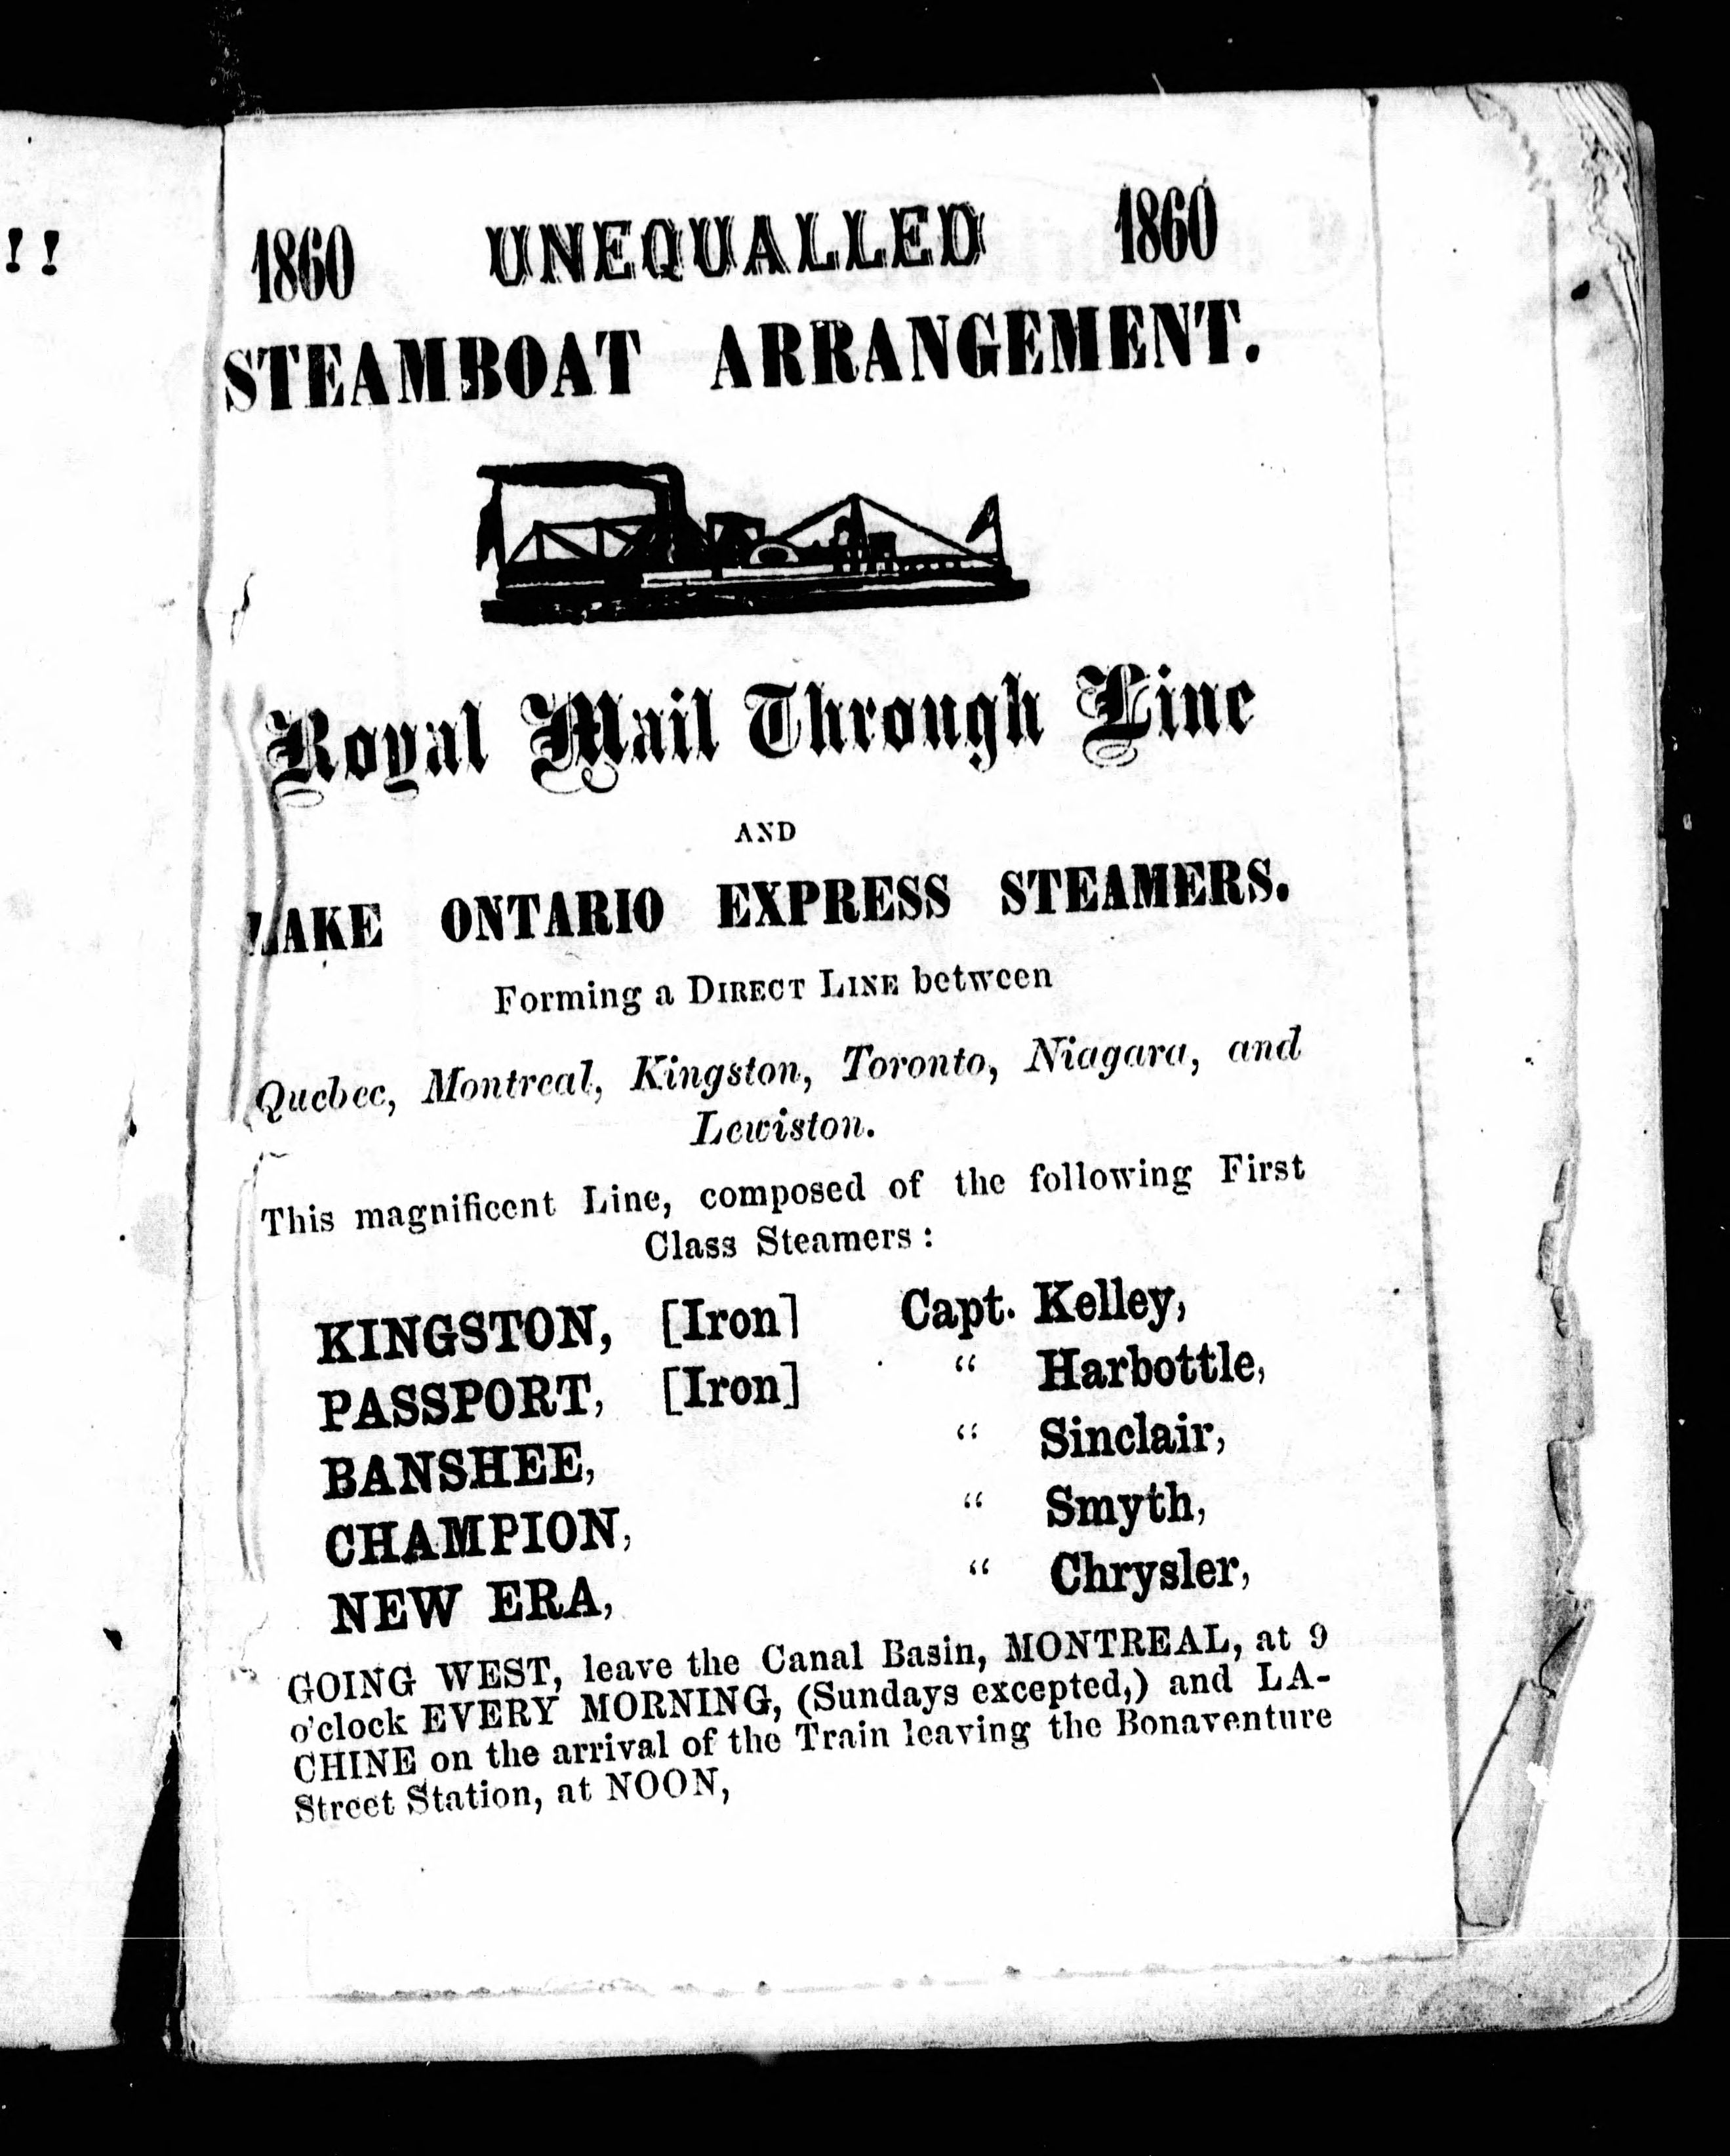 ! !
1860 UNEQUALLED 1860
STEAMBOAT ARRANGEMENT.
Royal Mail Through Line
AND
LAKE ONTARIO EXPRESS STEAMERS.
Forming a DIRECT LINE between
Quebec, Montreal, Kingston, Toronto, Niagara, and
Lewiston.
This magnificent Line, composed of the following First
Class Steamers :
KINGSTON, [Iron] Capt. Kelley,
PASSPORT, [Iron] “ Harbottle,
BANSHEE, “ Sinclair,
CHAMPION, “ Smyth,
NEW ERA, “ Chrysler,
GOING WEST, leave the Canal Basin, MONTREAL, at 9
o'clock EVERY MORNING, (Sundays excepted,) and LA-
CHINE on the arrival of the Train leaving the Bonaventure
Street Station, at NOON,